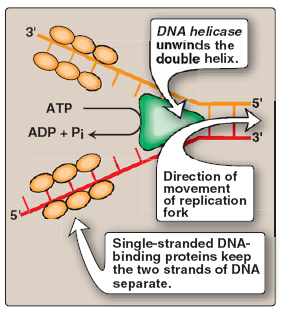 3'
DNA helicase
unwinds the
double helix.
ATP
ADP + Pi
5'
3'
Direction of
movement
of replication
fork
5'
Single-stranded DNA-
binding proteins keep
the two strands of DNA
separate.